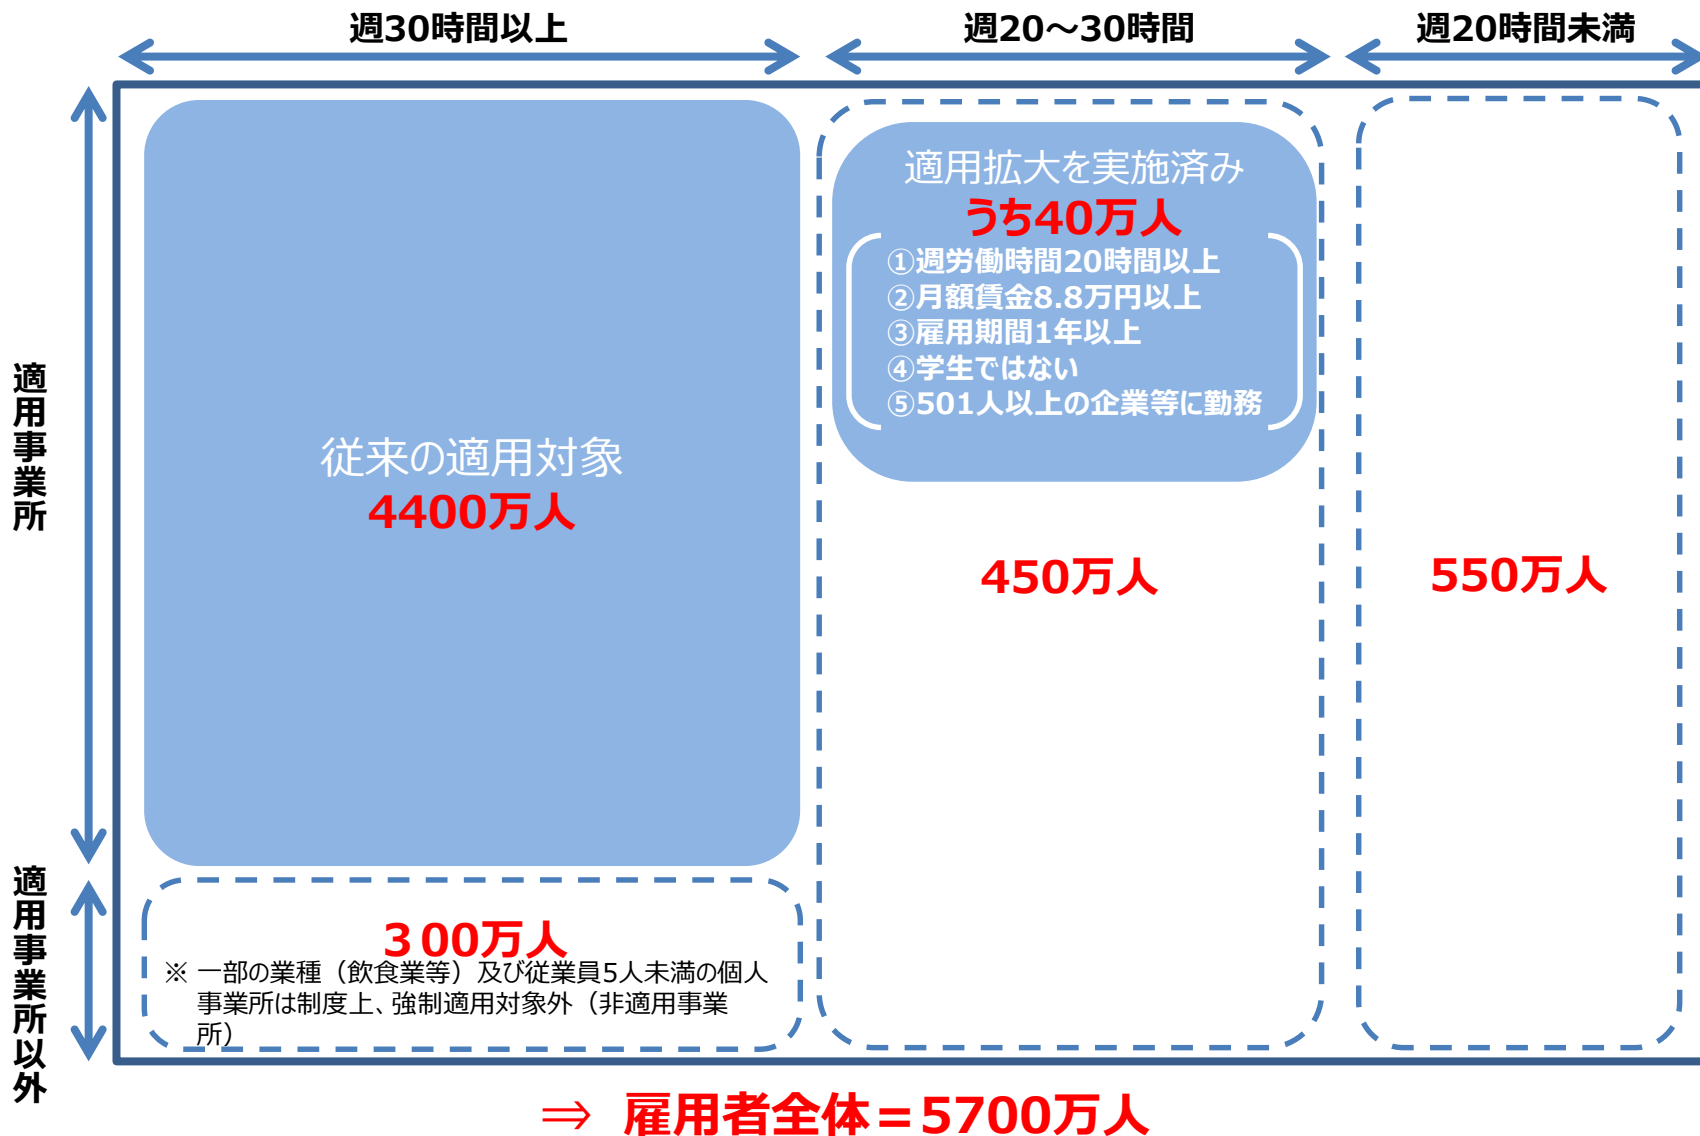 週30時間以上
週20～30時間
週20時間未満
適用事業所
適用拡大を実施済み
うち40万人
①週労働時間20時間以上
②月額賃金8.8万円以上
③雇用期間1年以上
④学生ではない
⑤501人以上の企業等に勤務
従来の適用対象
4400万人
450万人
550万人
適用事業所以外
３00万人
※ 一部の業種（飲食業等）及び従業員5人未満の個人
事業所は制度上、強制適用対象外（非適用事業
所）
⇒ 雇用者全体＝5700万人